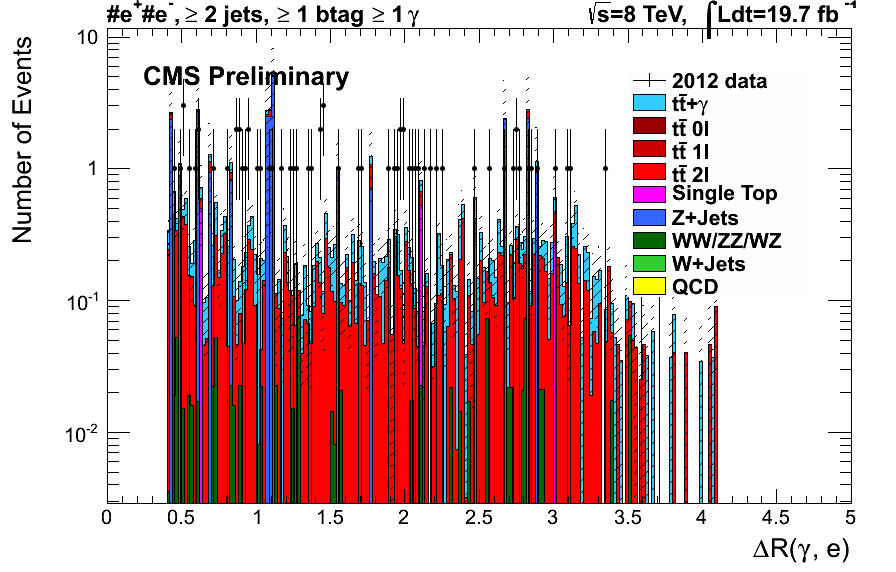 #e⁺#e⁻, ≥ 2 jets, ≥ 1 btag ≥ 1 γ
√s=8 TeV, ∫Ldt=19.7 fb⁻¹
CMS Preliminary
2012 data
tt̄+γ
tt̄ 0l
tt̄ 1l
tt̄ 2l
Single Top
Z+Jets
WW/ZZ/WZ
W+Jets
QCD
Number of Events
10
1
10⁻¹
10⁻²
0 0.5 1 1.5 2 2.5 3 3.5 4 4.5 5
ΔR(γ, e)